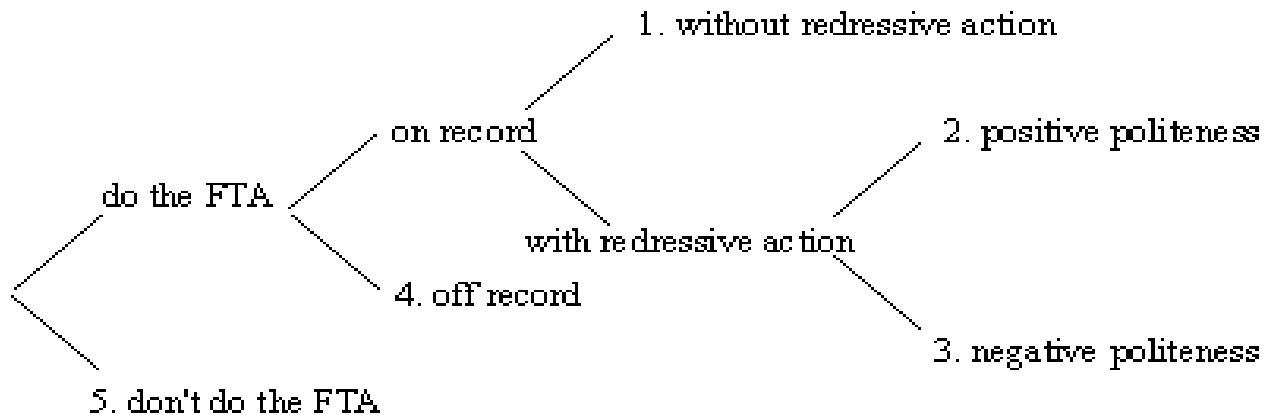 1. without redressive action
on record
2. positive politeness
do the FTA
with redressive action
4. off record
3. negative politeness
5. don't do the FTA